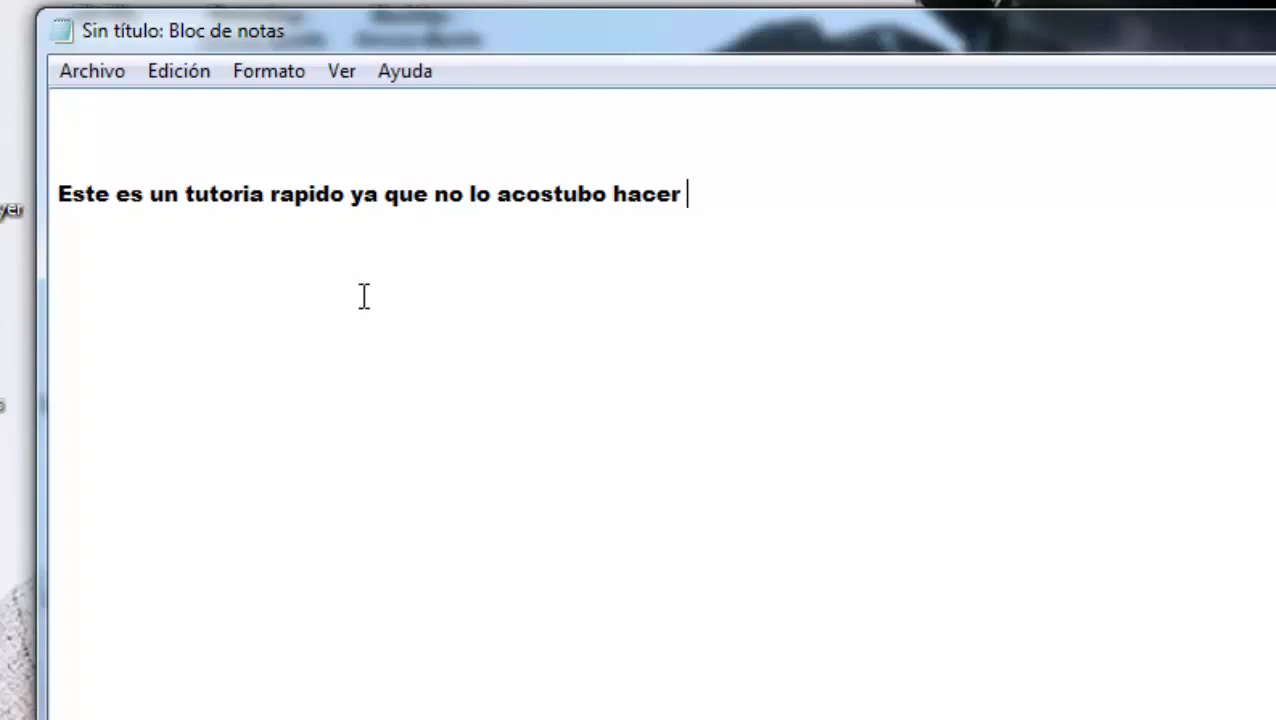 Sin título: Bloc de notas
Archivo Edición Formato Ver Ayuda
Este es un tutoria rapido ya que no lo acostubo hacer
yer